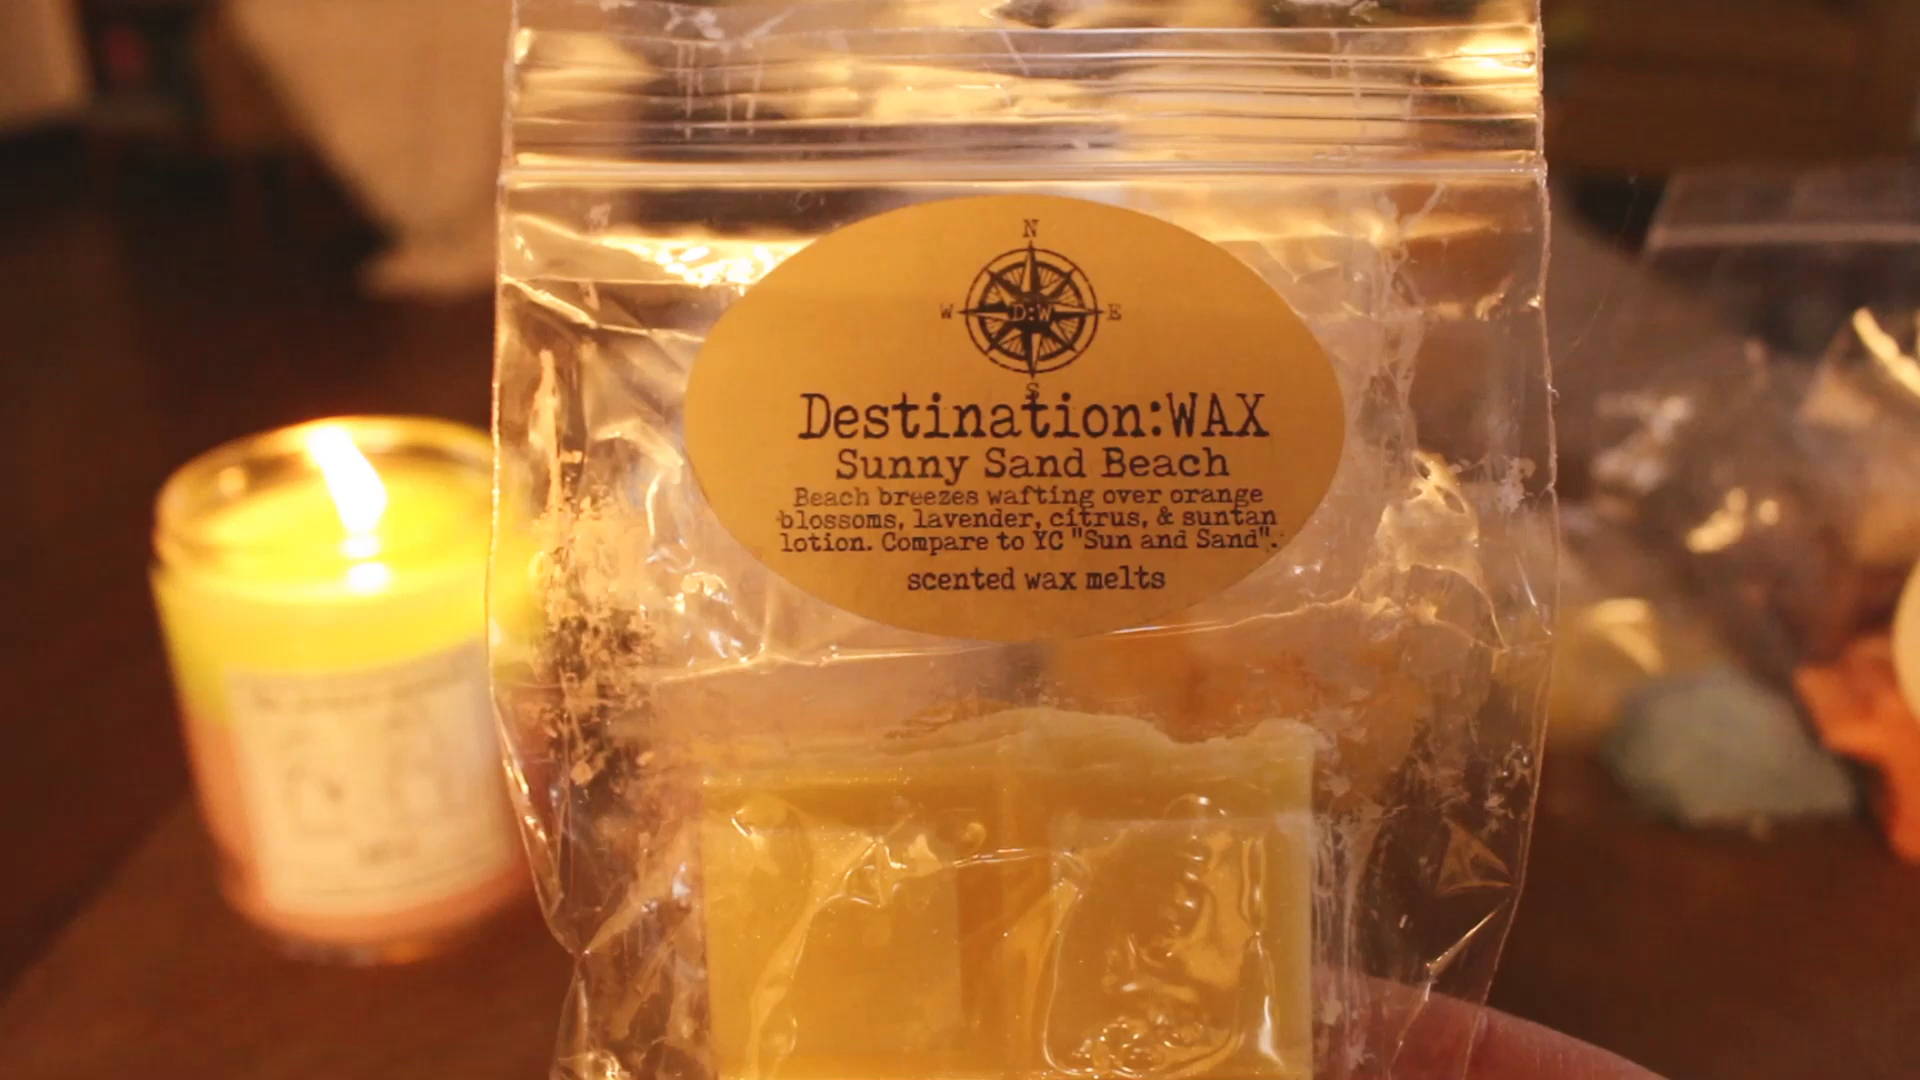 N
W D:W E
S
Destination:WAX
Sunny Sand Beach
Beach breezes wafting over orange
blossoms, lavender, citrus, & suntan
lotion. Compare to YC "Sun and Sand".
scented wax melts